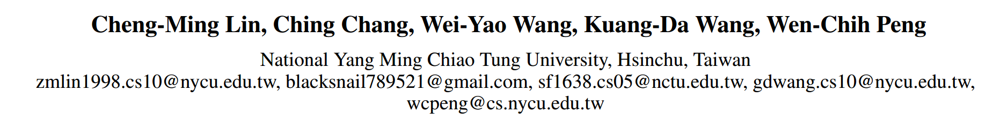 Cheng-Ming Lin, Ching Chang, Wei-Yao Wang, Kuang-Da Wang, Wen-Chih Peng
National Yang Ming Chiao Tung University, Hsinchu, Taiwan
zmlin1998.cs10@nycu.edu.tw, blacksnail789521@gmail.com, sf1638.cs05@nctu.edu.tw, gdwang.cs10@nycu.edu.tw,
wcpeng@cs.nycu.edu.tw